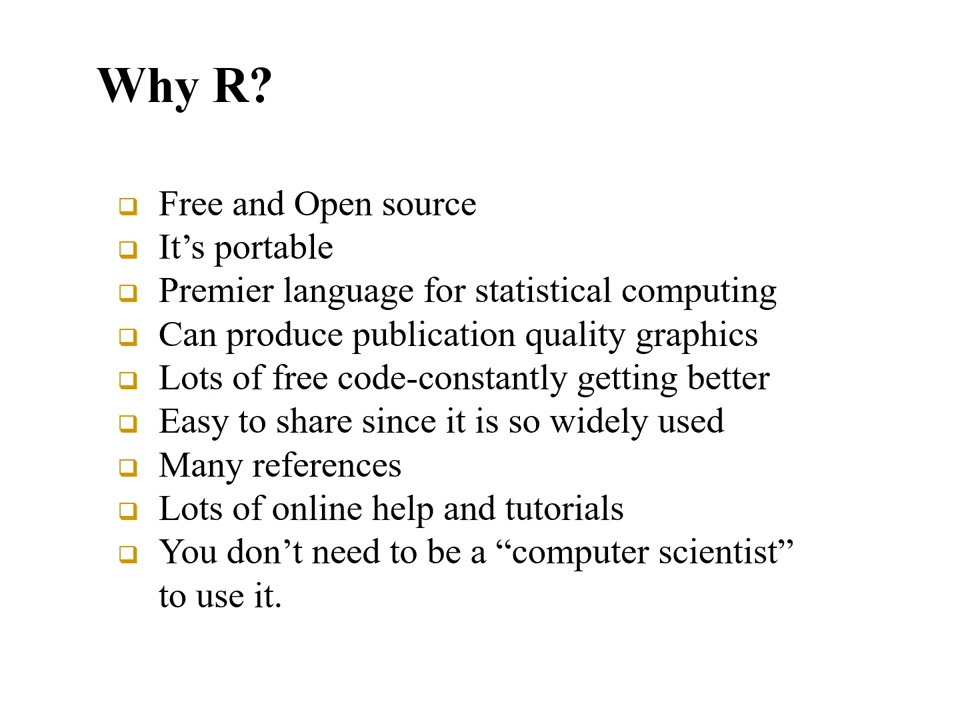 Why R?
Free and Open source
It’s portable
Premier language for statistical computing
Can produce publication quality graphics
Lots of free code-constantly getting better
Easy to share since it is so widely used
Many references
Lots of online help and tutorials
You don’t need to be a “computer scientist”
to use it.